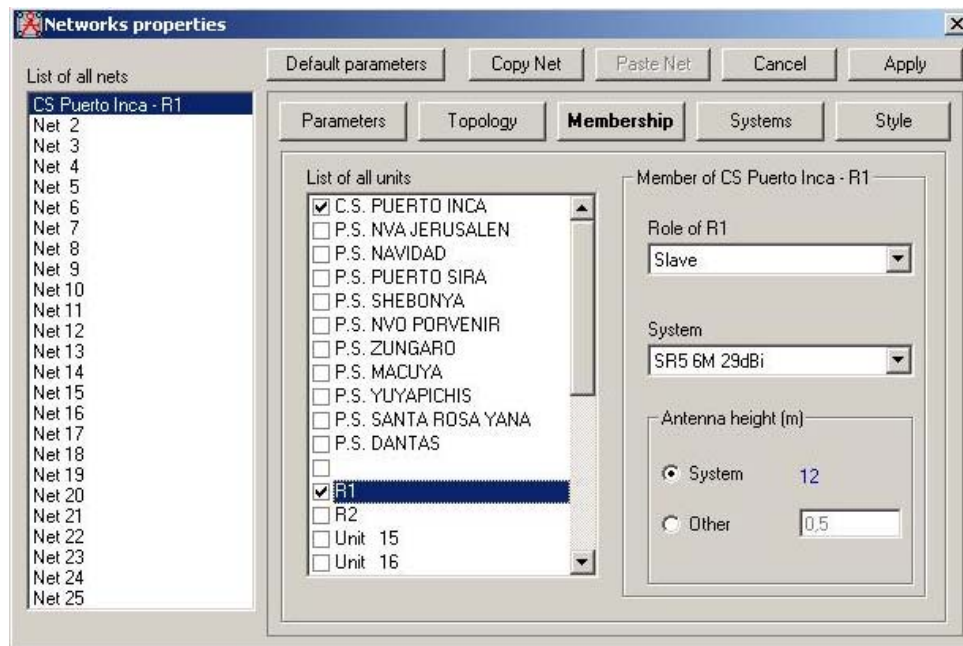 Networks properties
Default parameters
Copy Net
Paste Net
Cancel
Apply
List of all nets
CS Puerto Inca - R1
Net 2
Net 3
Net 4
Net 5
Net 6
Net 7
Net 8
Net 9
Net 10
Net 11
Net 12
Net 13
Net 14
Net 15
Net 16
Net 17
Net 18
Net 19
Net 20
Net 21
Net 22
Net 23
Net 24
Net 25
Parameters
Topology
Membership
Systems
Style
List of all units
C.S. PUERTO INCA
P.S. NVA JERUSALEN
P.S. NAVIDAD
P.S. PUERTO SIRA
P.S. SHEBONYA
P.S. NVO PORVENIR
P.S. ZUNGARO
P.S. MACUYA
P.S. YUYAPICHIS
P.S. SANTA ROSA YANA
P.S. DANTAS
R1
R2
Unit 15
Unit 16
Member of CS Puerto Inca - R1
Role of R1
Slave
System
SR5 6M 29dBi
Antenna height (m)
System 12
Other 0,5